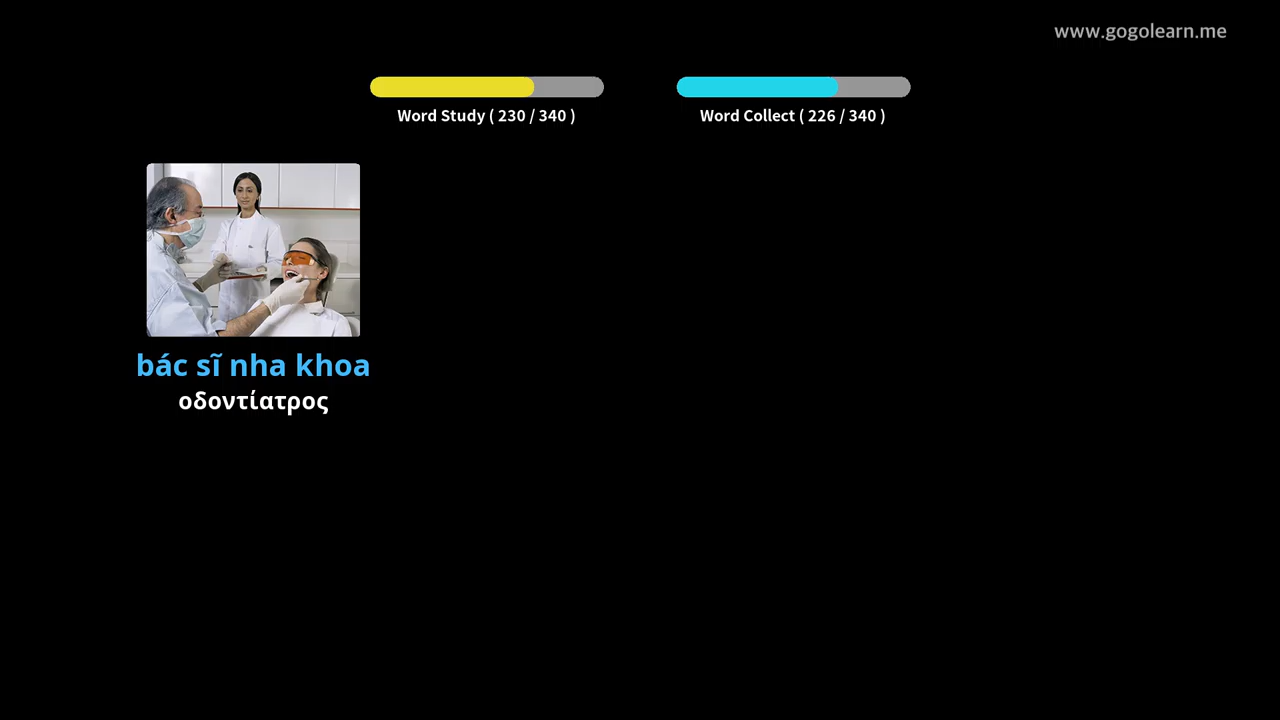 www.gogolearn.me
Word Study ( 230 / 340 )
Word Collect ( 226 / 340 )
bác sĩ nha khoa
οδοντίατρος